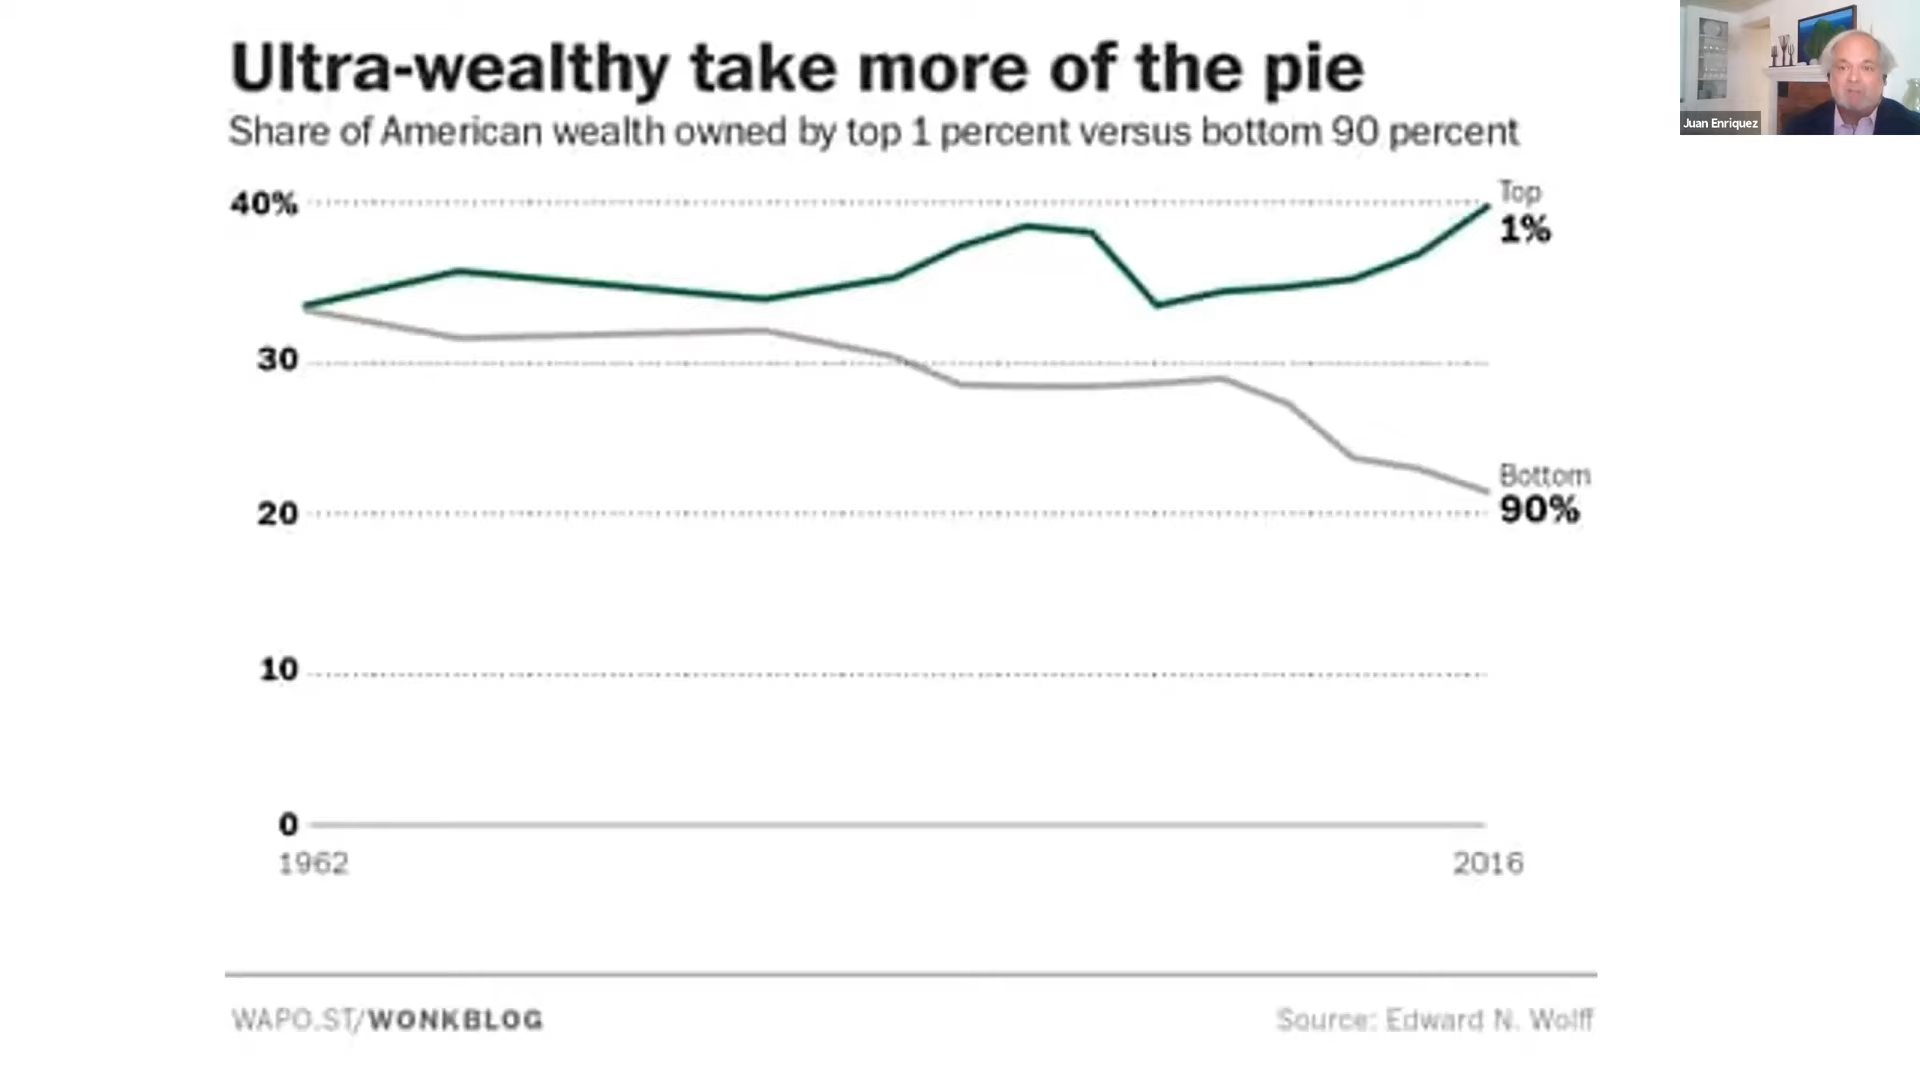 Ultra-wealthy take more of the pie
Share of American wealth owned by top 1 percent versus bottom 90 percent
Juan Enriquez
40%
Top
1%
30
Bottom
90%
20
10
0
1962
2016
WAPO.ST/WONKBLOG
Source: Edward N. Wolff